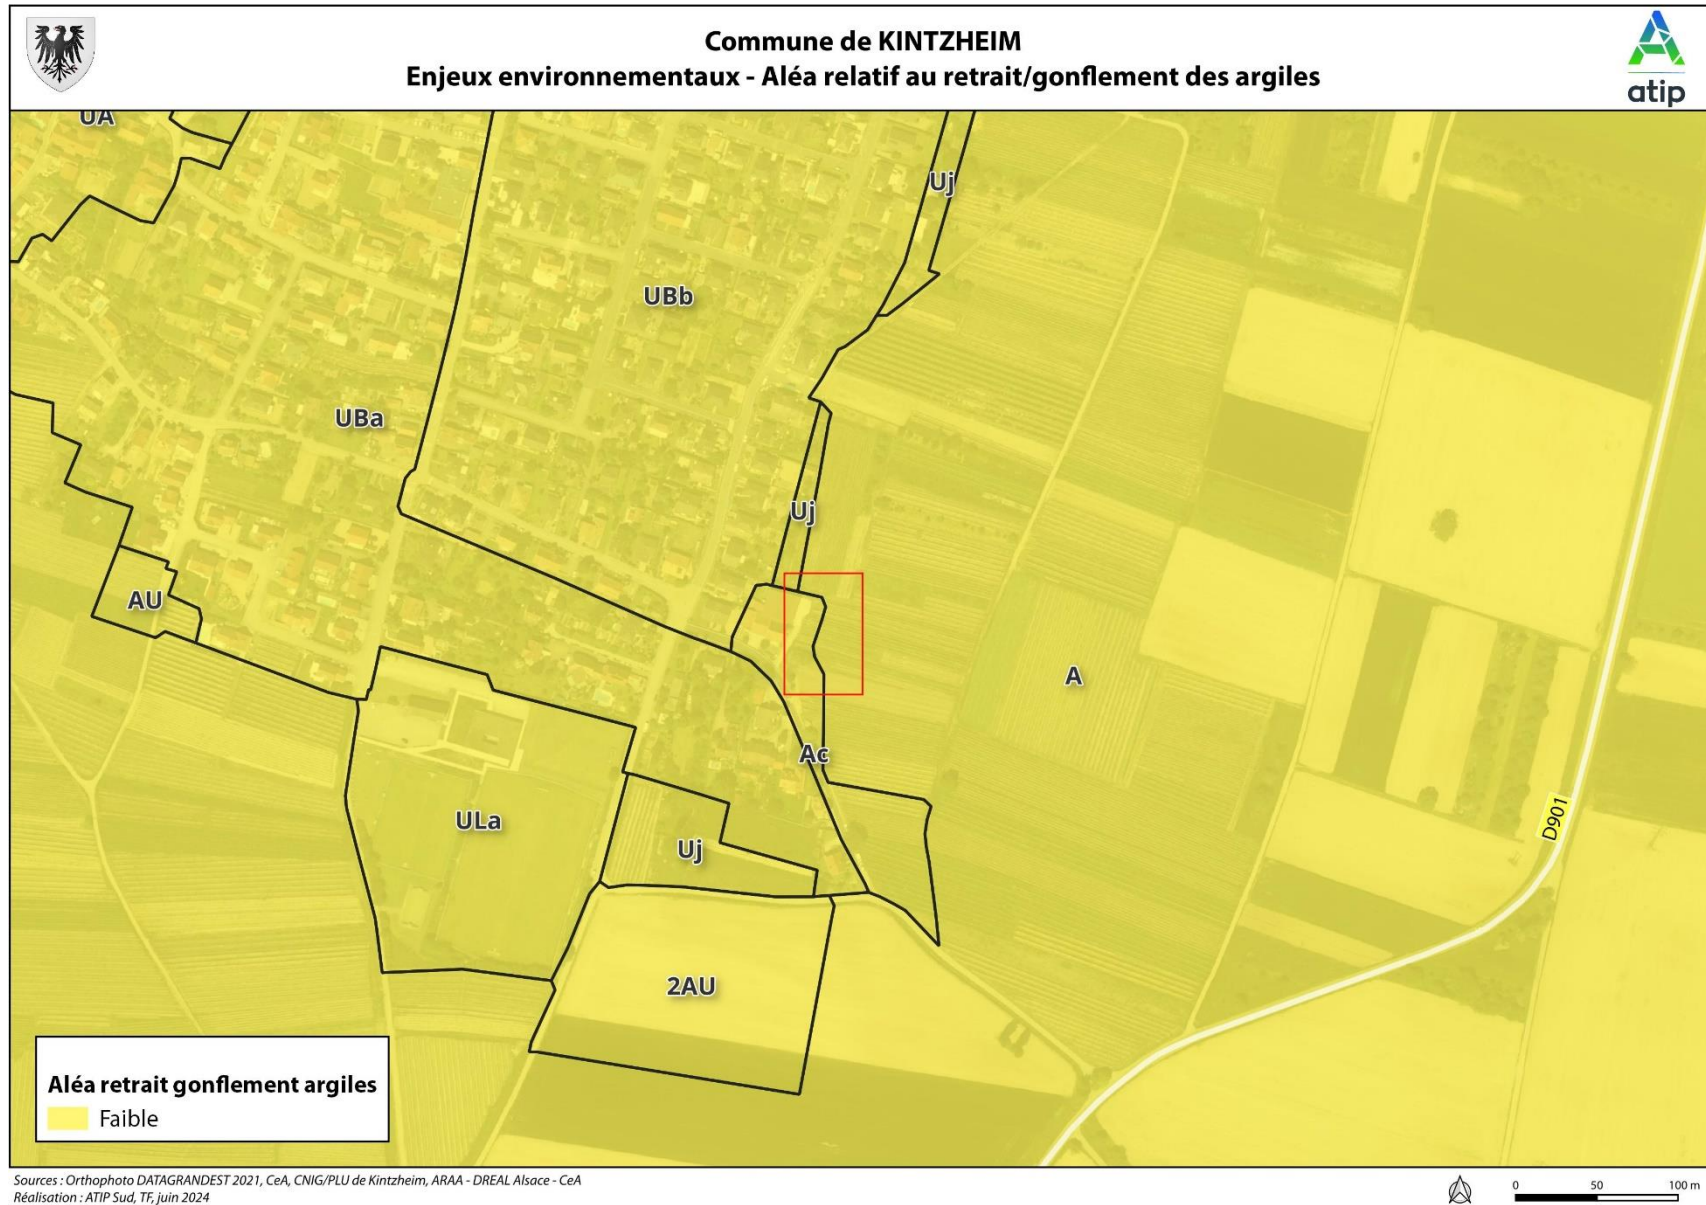 Commune de KINTZHEIM
Enjeux environnementaux - Aléa relatif au retrait/gonflement des argiles
atip
UA
Uj
UBb
UBa
Uj
AU
A
Ac
ULa
Uj
D901
2AU
Aléa retrait gonflement argiles
Faible
Sources : Orthophoto DATAGRANDEST 2021, CeA, CNIG/PLU de Kintzheim, ARAA - DREAL Alsace - CeA
Réalisation : ATIP Sud, TF, juin 2024
0 50 100 m